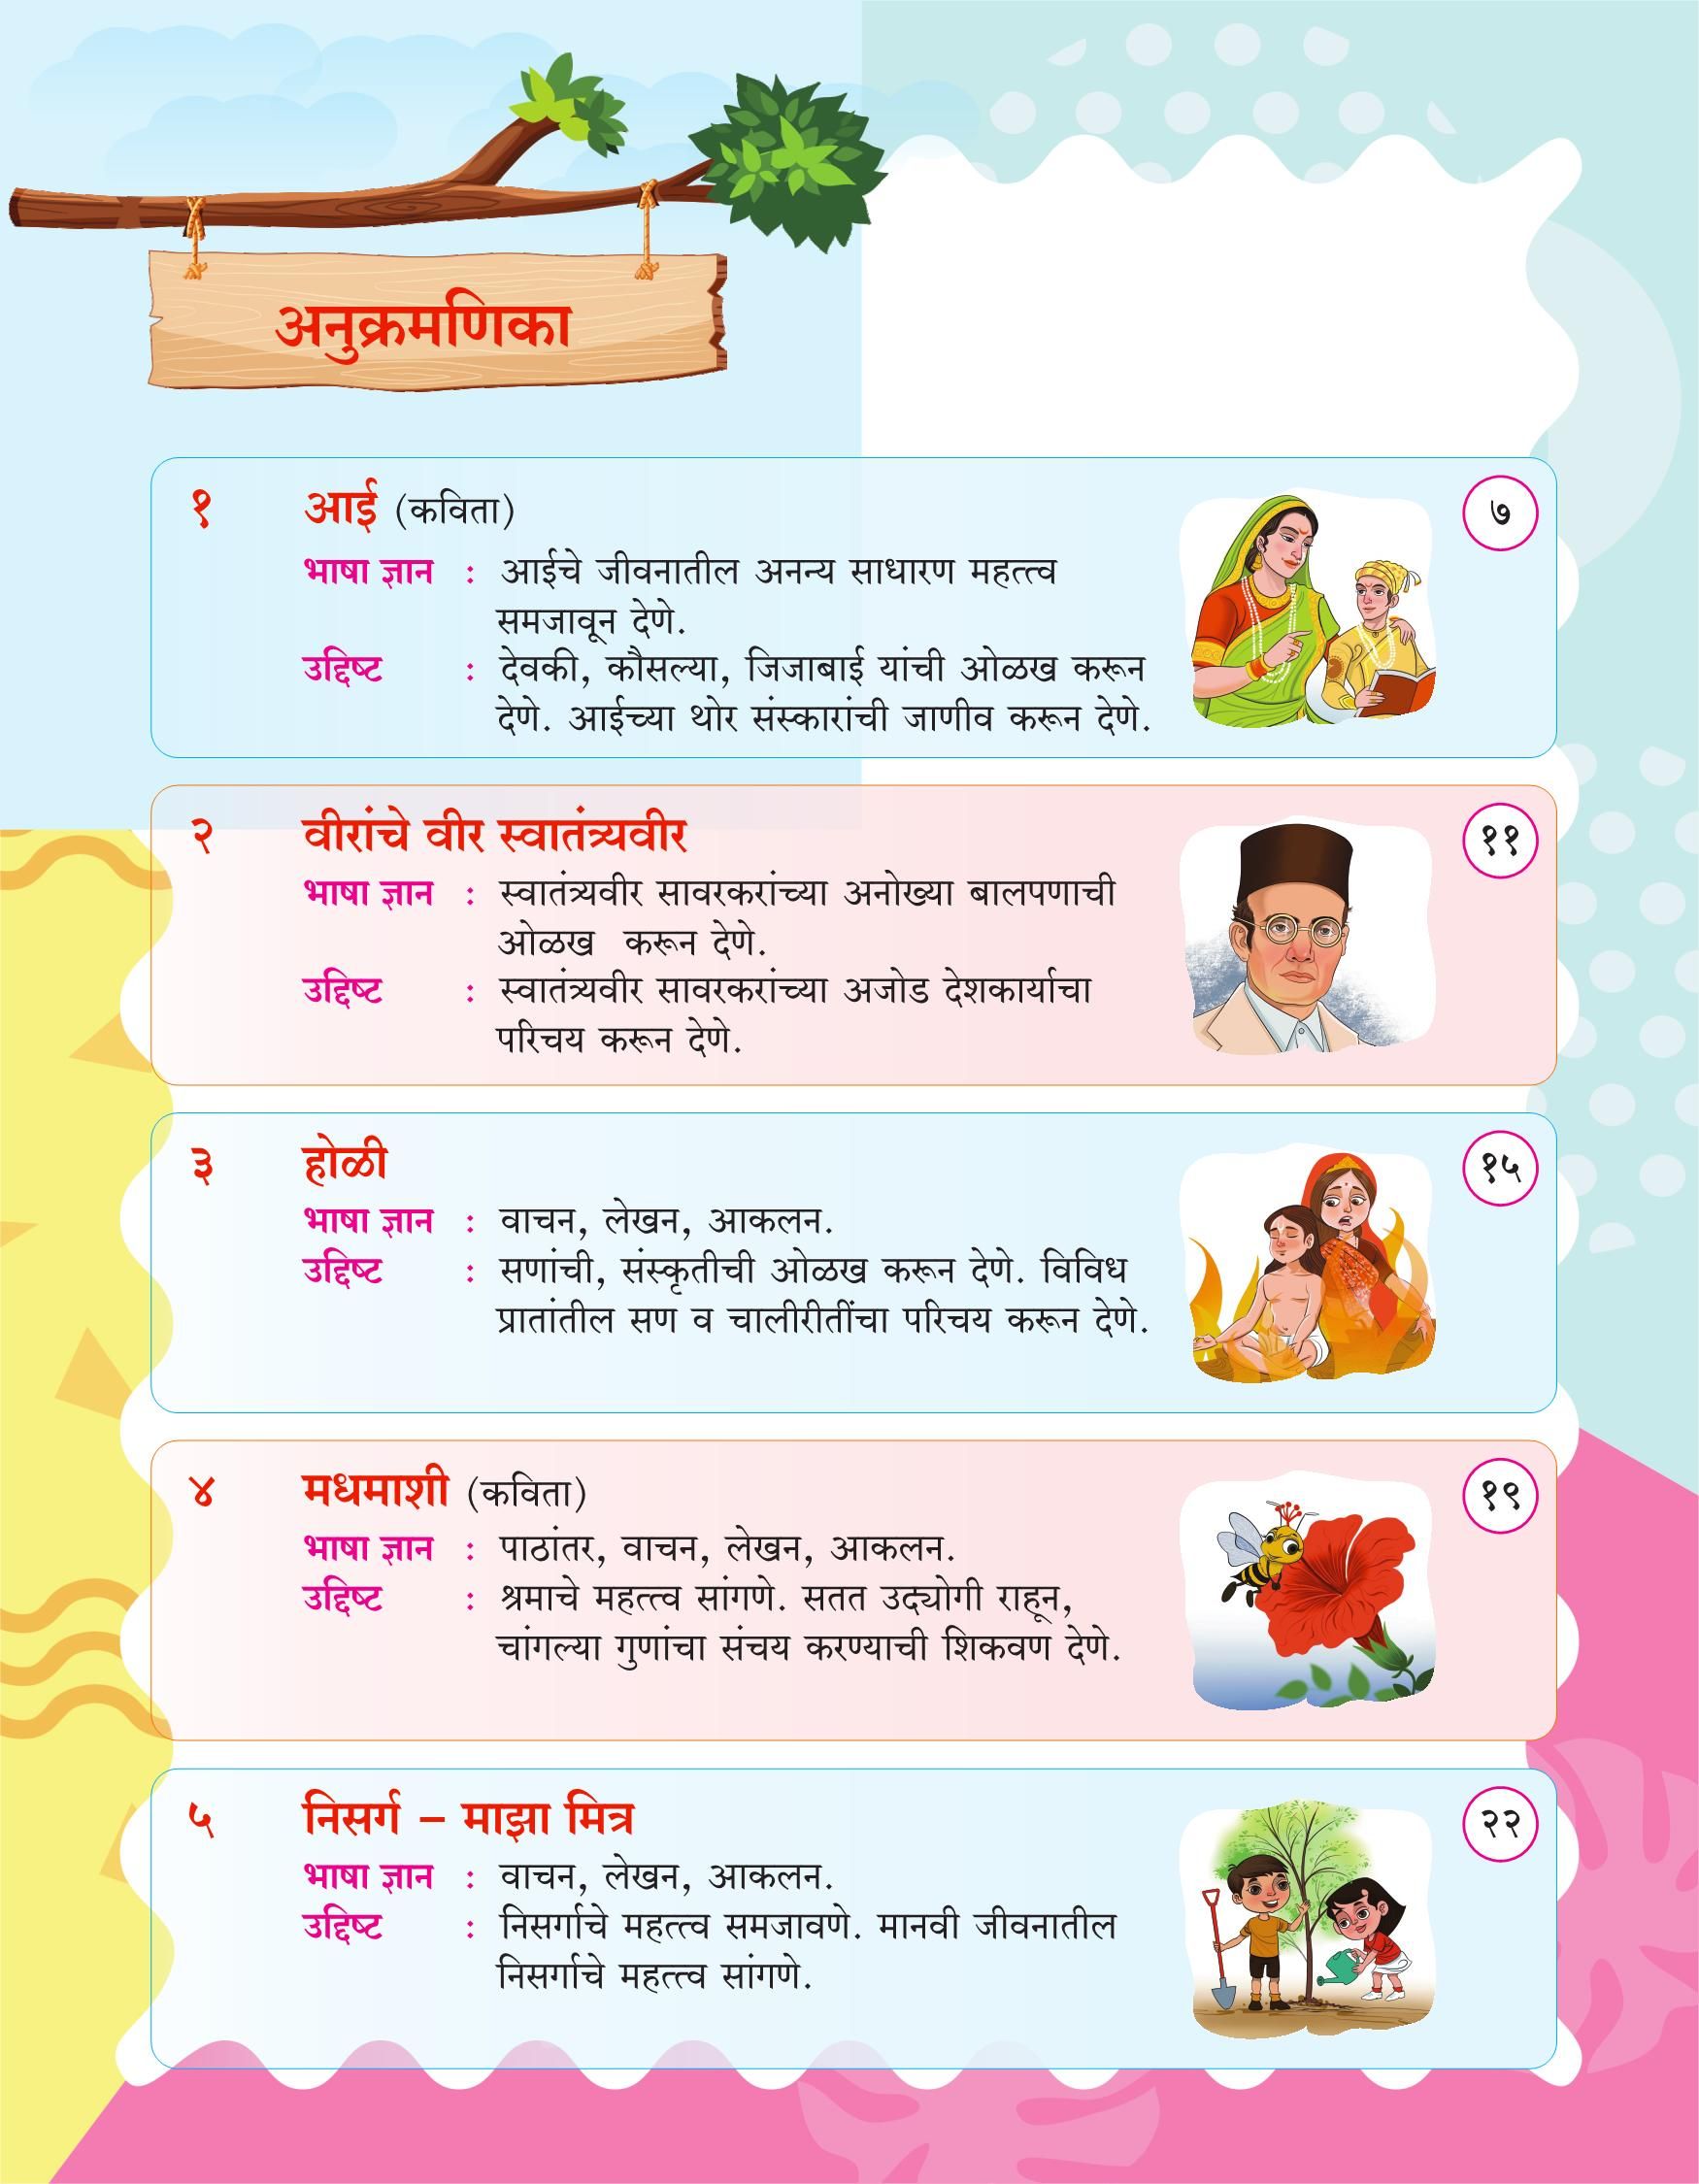 अनुक्रमणिका
१ आई (कविता) ७
भाषा ज्ञान : आईचे जीवनातील अनन्य साधारण महत्त्व
समजावून देणे.
उद्दिष्ट : देवकी, कौसल्या, जिजाबाई यांची ओळख करून
देणे. आईच्या थोर संस्कारांची जाणीव करून देणे.
२ वीरांचे वीर स्वातंत्र्यवीर ११
भाषा ज्ञान : स्वातंत्र्यवीर सावरकरांच्या अनोख्या बालपणाची
ओळख करून देणे.
उद्दिष्ट : स्वातंत्र्यवीर सावरकरांच्या अजोड देशकार्याचा
परिचय करून देणे.
३ होळी १५
भाषा ज्ञान : वाचन, लेखन, आकलन.
उद्दिष्ट : सणांची, संस्कृतीची ओळख करून देणे. विविध
प्रातांतील सण व चालीरीतींचा परिचय करून देणे.
४ मधमाशी (कविता) १९
भाषा ज्ञान : पाठांतर, वाचन, लेखन, आकलन.
उद्दिष्ट : श्रमाचे महत्त्व सांगणे. सतत उद्योगी राहून,
चांगल्या गुणांचा संचय करण्याची शिकवण देणे.
५ निसर्ग – माझा मित्र २२
भाषा ज्ञान : वाचन, लेखन, आकलन.
उद्दिष्ट : निसर्गाचे महत्त्व समजावणे. मानवी जीवनातील
निसर्गाचे महत्त्व सांगणे.